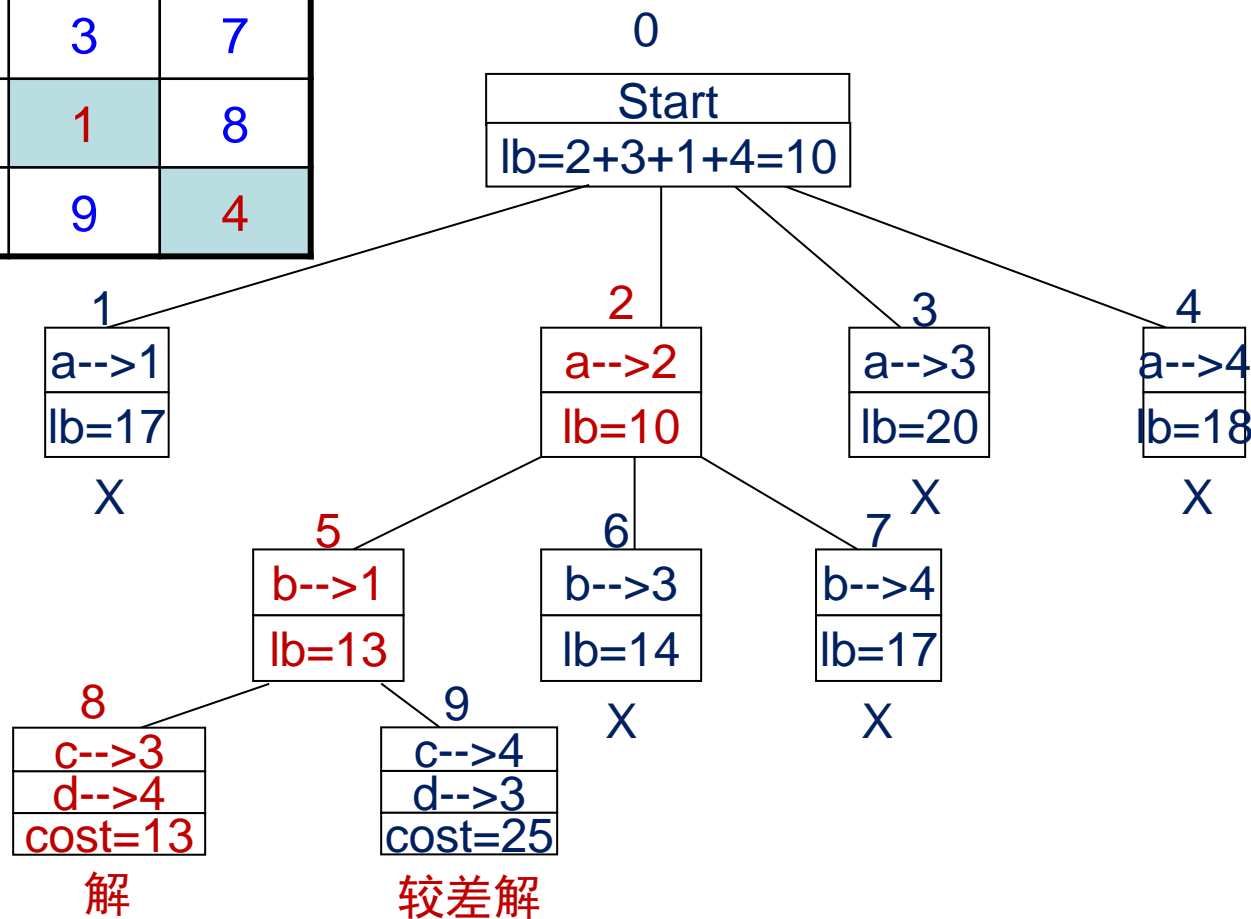 3 7
1 8
9 4
0
Start
lb=2+3+1+4=10
1
a-->1
lb=17
X
2
a-->2
lb=10
3
a-->3
lb=20
X
4
a-->4
lb=18
X
5
b-->1
lb=13
6
b-->3
lb=14
X
7
b-->4
lb=17
X
8
c-->3
d-->4
cost=13
解
9
c-->4
d-->3
cost=25
较差解